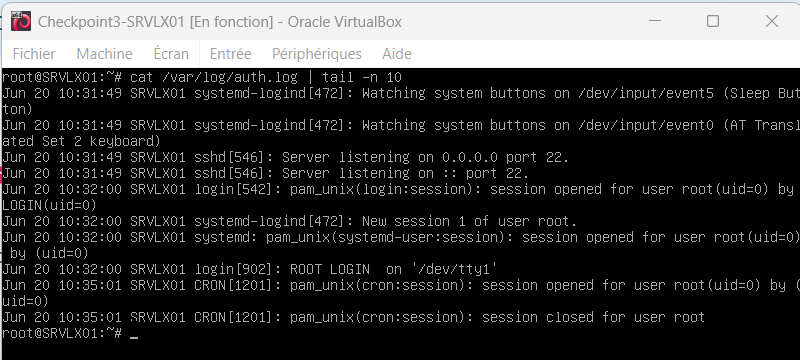 Checkpoint3-SRVLX01 [En fonction] - Oracle VirtualBox
Fichier Machine Écran Entrée Périphériques Aide
root@SRVLX01:~# cat /var/log/auth.log | tail -n 10
Jun 20 10:31:49 SRVLX01 systemd-logind[472]: Watching system buttons on /dev/input/event5 (Sleep But
ton)
Jun 20 10:31:49 SRVLX01 systemd-logind[472]: Watching system buttons on /dev/input/event0 (AT Transl
ated Set 2 keyboard)
Jun 20 10:31:49 SRVLX01 sshd[546]: Server listening on 0.0.0.0 port 22.
Jun 20 10:31:49 SRVLX01 sshd[546]: Server listening on :: port 22.
Jun 20 10:32:00 SRVLX01 login[542]: pam_unix(login:session): session opened for user root(uid=0) by
LOGIN(uid=0)
Jun 20 10:32:00 SRVLX01 systemd-logind[472]: New session 1 of user root.
Jun 20 10:32:00 SRVLX01 systemd: pam_unix(systemd-user:session): session opened for user root(uid=0)
 by (uid=0)
Jun 20 10:32:00 SRVLX01 login[902]: ROOT LOGIN  on '/dev/tty1'
Jun 20 10:35:01 SRVLX01 CRON[1201]: pam_unix(cron:session): session opened for user root(uid=0) by (
uid=0)
Jun 20 10:35:01 SRVLX01 CRON[1201]: pam_unix(cron:session): session closed for user root
root@SRVLX01:~# _